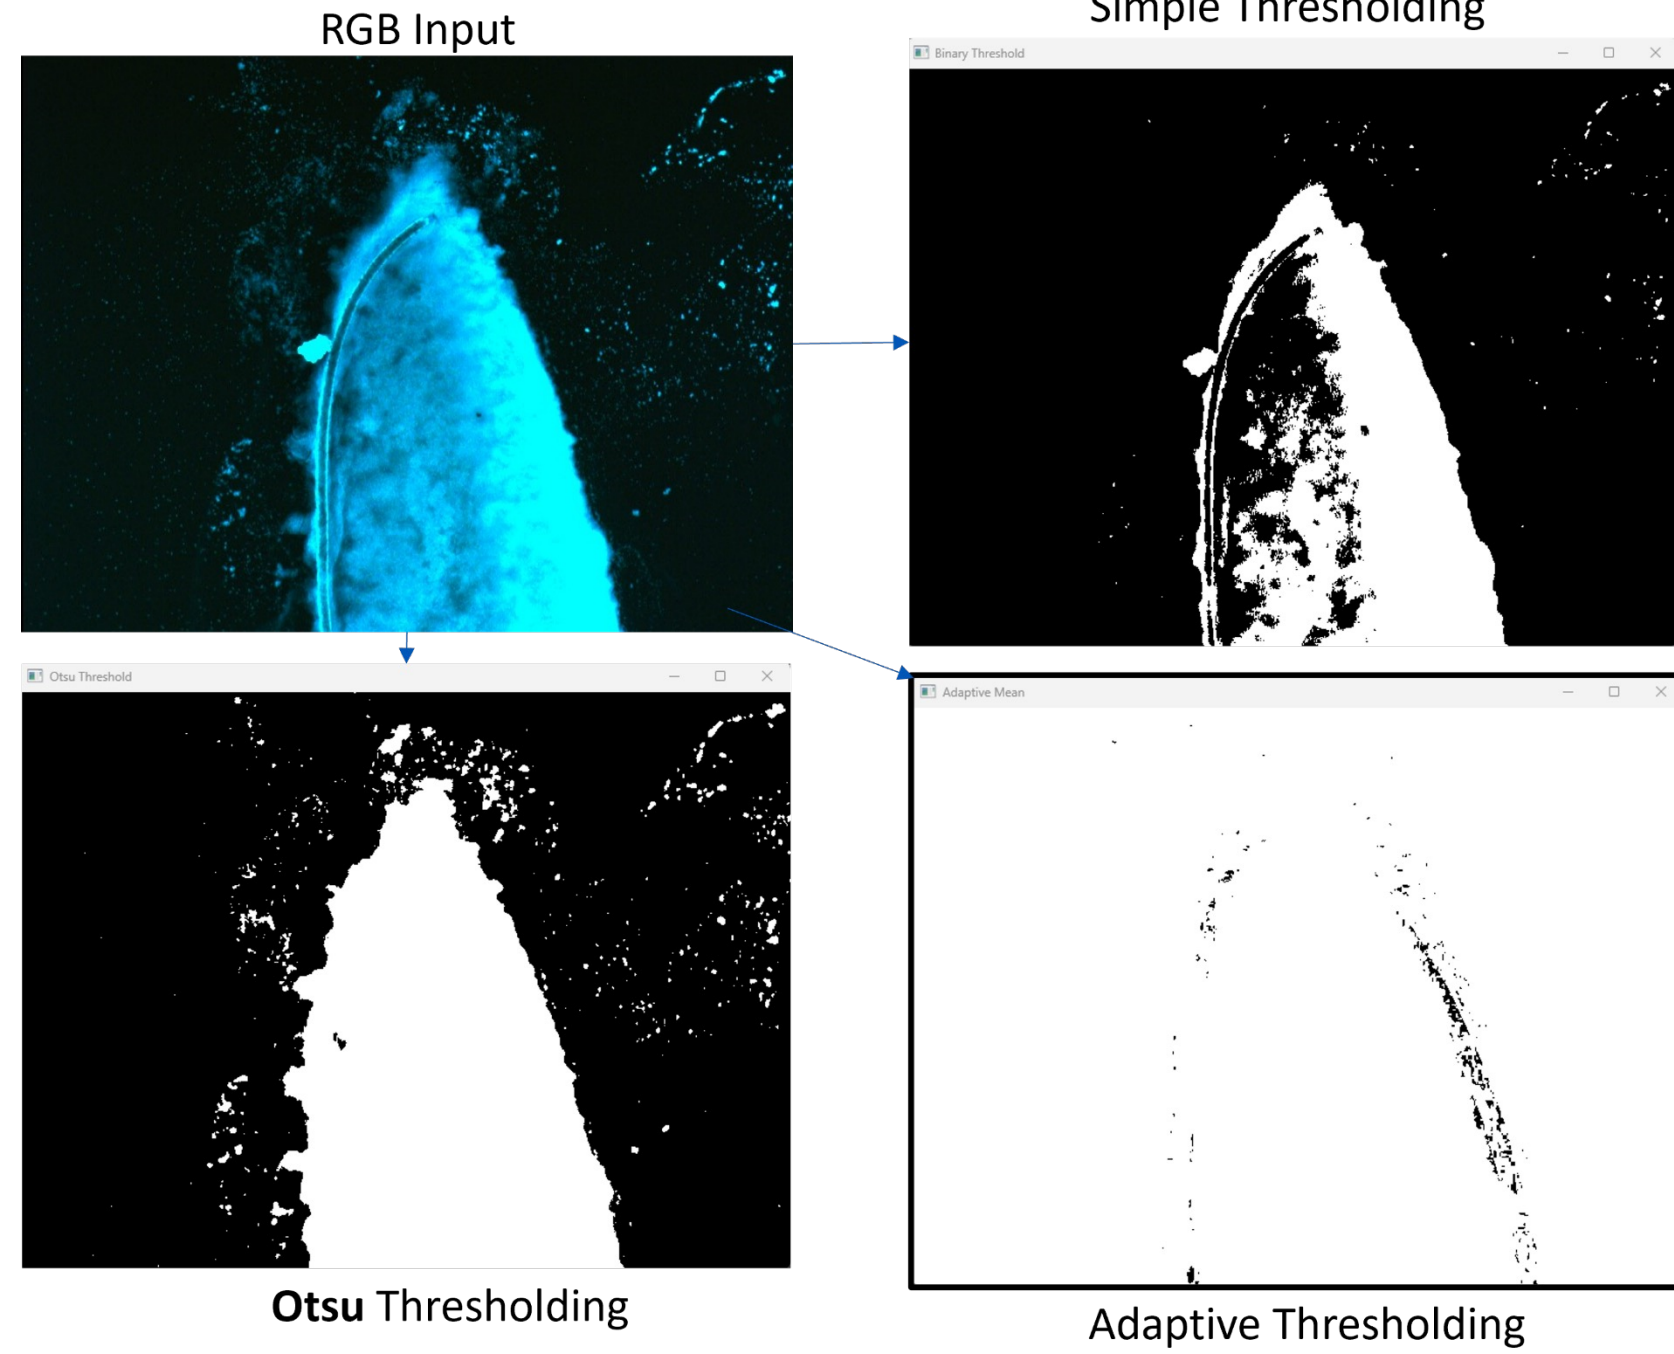 RGB Input
Simple Thresholding
Binary Threshold
Otsu Threshold
Adaptive Mean
Otsu Thresholding
Adaptive Thresholding